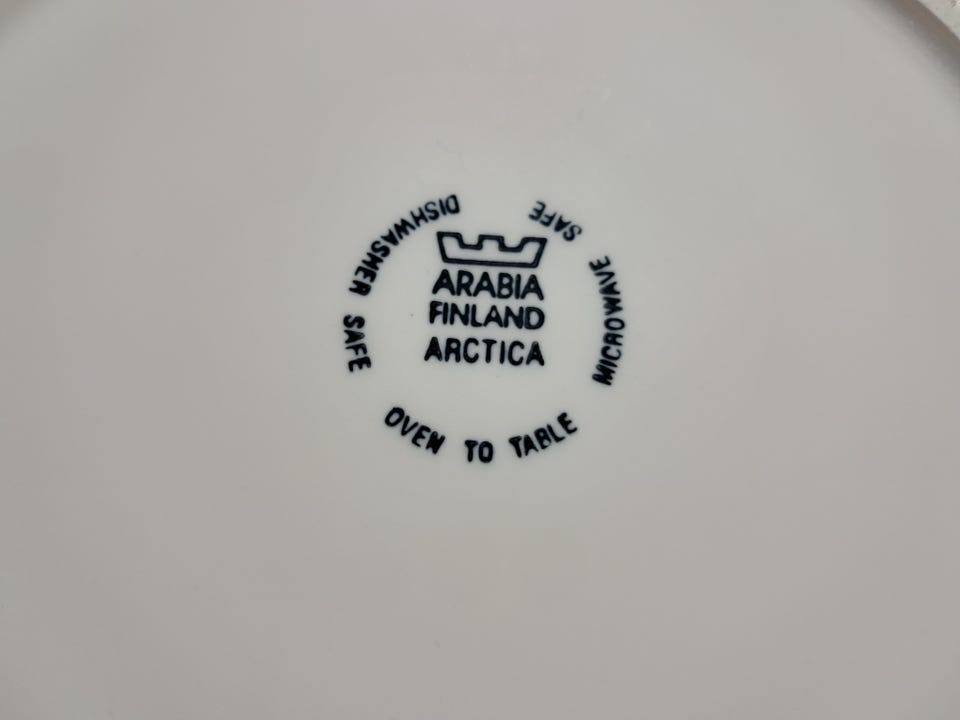 ARABIA
FINLAND
ARCTICA
DISHWASHER SAFE
OVEN TO TABLE
MICROWAVE SAFE